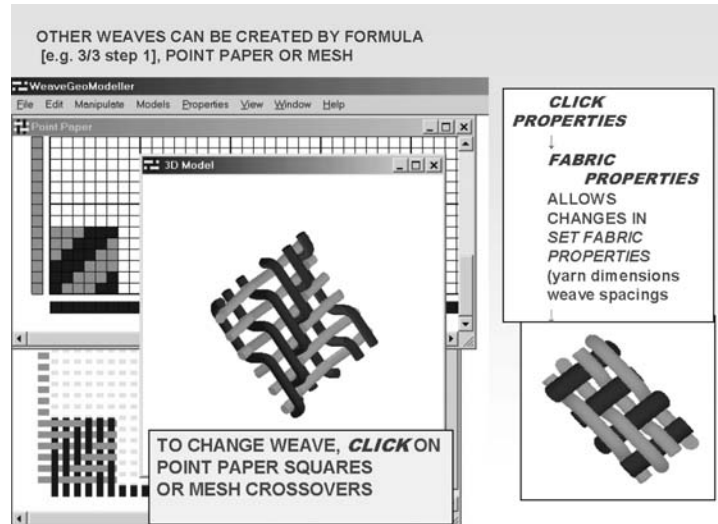 OTHER WEAVES CAN BE CREATED BY FORMULA
[e.g. 3/3 step 1], POINT PAPER OR MESH
WeaveGeoModeller
File Edit Manipulate Models Properties View Window Help
Point Paper
3D Model
TO CHANGE WEAVE, CLICK ON
POINT PAPER SQUARES
OR MESH CROSSOVERS
CLICK
PROPERTIES
↓
FABRIC
PROPERTIES
ALLOWS
CHANGES IN
SET FABRIC
PROPERTIES
(yarn dimensions
weave spacings
↓